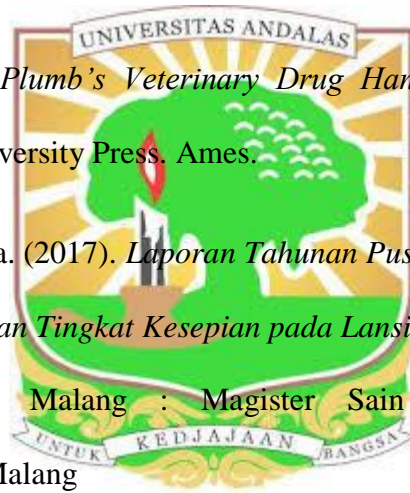 UNIVERSITAS ANDALAS
Plumb's Veterinary Drug Han
versity Press. Ames.
a. (2017). Laporan Tahunan Pus
an Tingkat Kesepian pada Lansi
Malang : Magister Sain
UNTUK KEDJAJAAN BANGSA
Malang